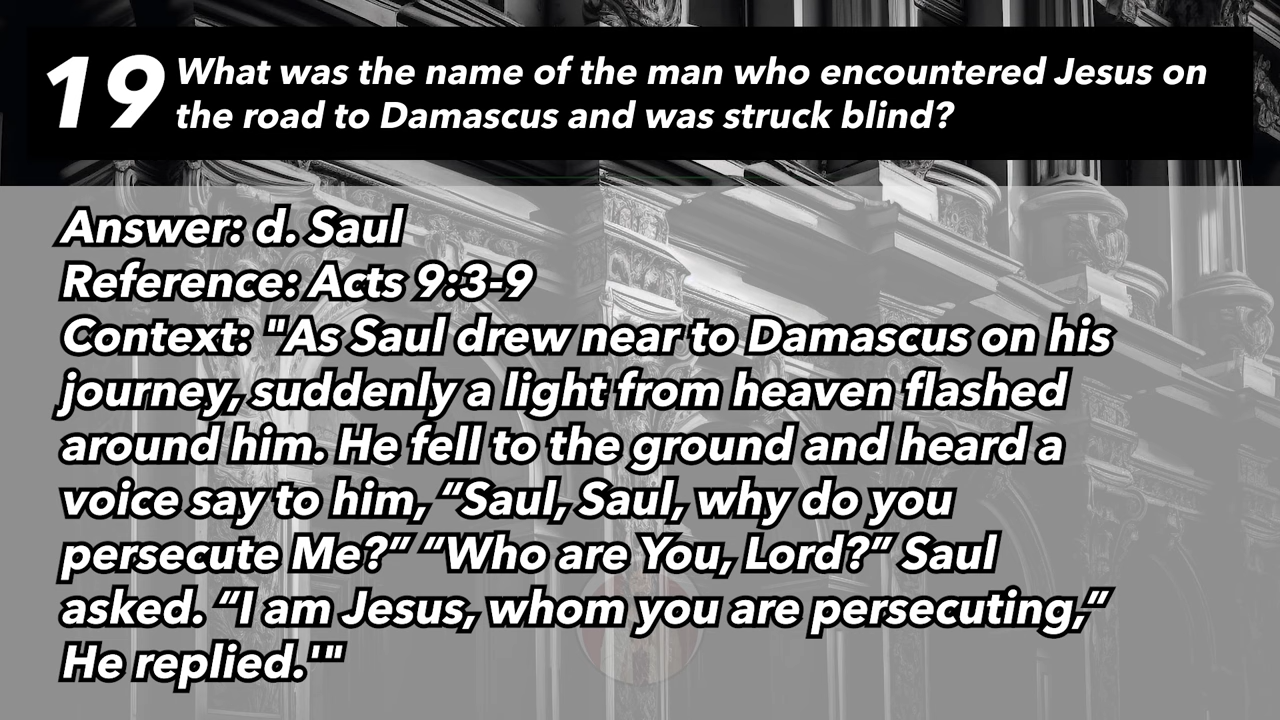 19 What was the name of the man who encountered Jesus on
the road to Damascus and was struck blind?
Answer: d. Saul
Reference: Acts 9:3-9
Context: "As Saul drew near to Damascus on his
journey, suddenly a light from heaven flashed
around him. He fell to the ground and heard a
voice say to him, “Saul, Saul, why do you
persecute Me?” “Who are You, Lord?” Saul
asked. “I am Jesus, whom you are persecuting,”
He replied.'"